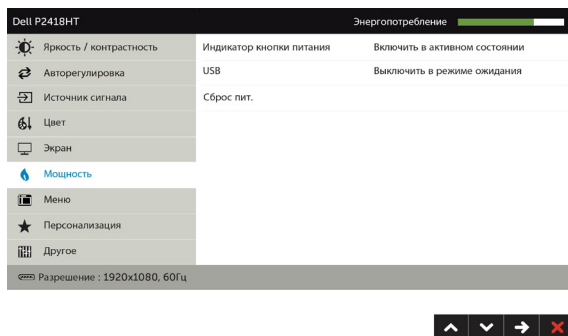 Dell P2418HT Энергопотребление
Яркость / контрастность Индикатор кнопки питания Включить в активном состоянии
Авторегулировка USB Выключить в режиме ожидания
Источник сигнала Сброс пит.
Цвет
Экран
Мощность
Меню
Персонализация
Другое
Разрешение : 1920x1080, 60Гц